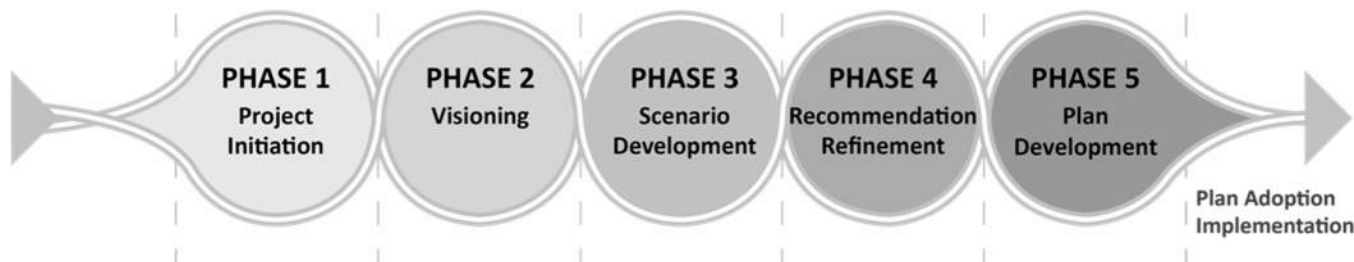 PHASE 1
Project
Initiation
PHASE 2
Visioning
PHASE 3
Scenario
Development
PHASE 4
Recommendation
Refinement
PHASE 5
Plan
Development
Plan Adoption
Implementation